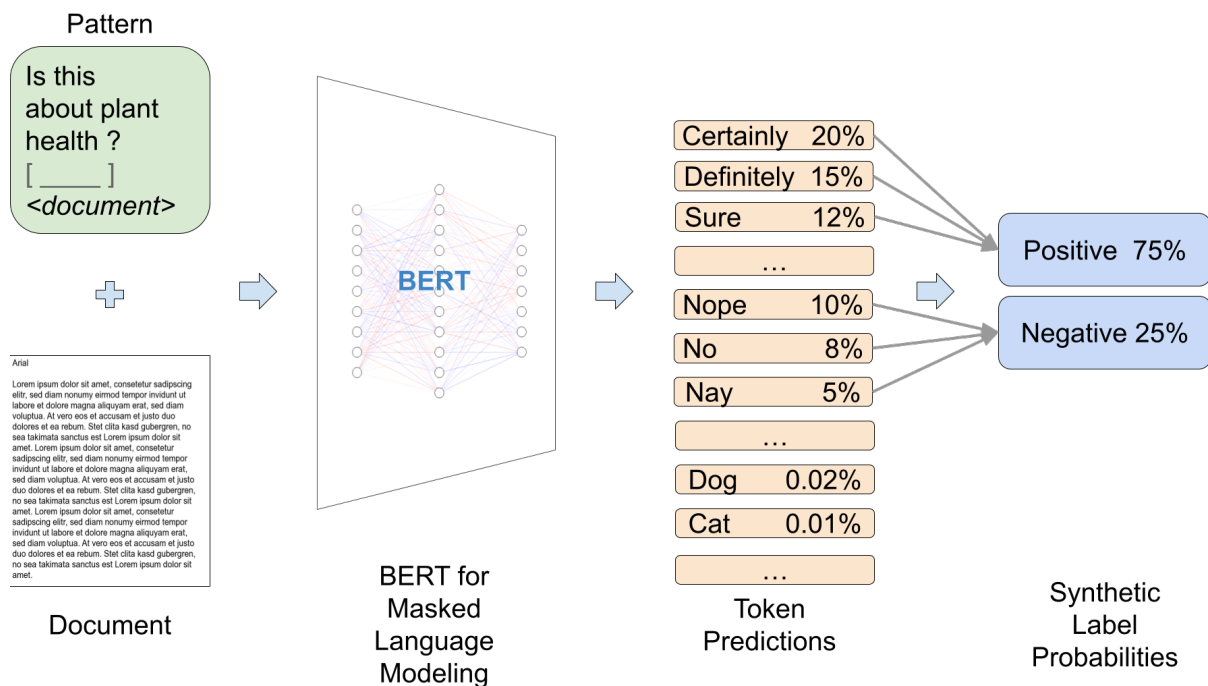 Pattern
Is this
about plant
health ?
[ ____ ]
<document>
Arial
Lorem ipsum dolor sit amet, consetetur sadipscing
elitr, sed diam nonumy eirmod tempor invidunt ut
labore et dolore magna aliquyam erat, sed diam
voluptua. At vero eos et accusam et justo duo
dolores et ea rebum. Stet clita kasd gubergren, no
sea takimata sanctus est Lorem ipsum dolor sit
amet. Lorem ipsum dolor sit amet, consetetur
sadipscing elitr, sed diam nonumy eirmod tempor
invidunt ut labore et dolore magna aliquyam erat,
sed diam voluptua. At vero eos et accusam et justo
duo dolores et ea rebum. Stet clita kasd gubergren,
no sea takimata sanctus est Lorem ipsum dolor sit
amet. Lorem ipsum dolor sit amet, consetetur
sadipscing elitr, sed diam nonumy eirmod tempor
invidunt ut labore et dolore magna aliquyam erat,
sed diam voluptua. At vero eos et accusam et justo
duo dolores et ea rebum. Stet clita kasd gubergren,
no sea takimata sanctus est Lorem ipsum dolor sit
amet.
Document
BERT
BERT for
Masked
Language
Modeling
Certainly 20%
Definitely 15%
Sure 12%
...
Nope 10%
No 8%
Nay 5%
...
Dog 0.02%
Cat 0.01%
...
Token
Predictions
Positive 75%
Negative 25%
Synthetic
Label
Probabilities